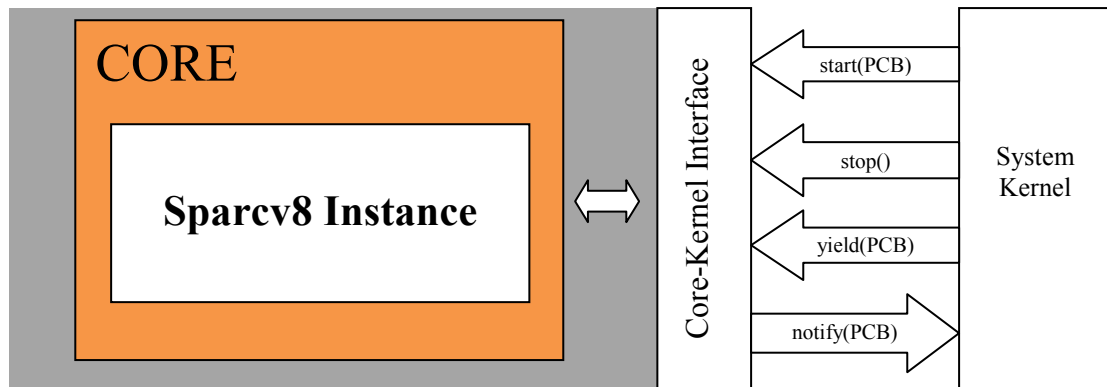 CORE
Sparcv8 Instance
Core-Kernel Interface
start(PCB)
stop()
yield(PCB)
notify(PCB)
System
Kernel